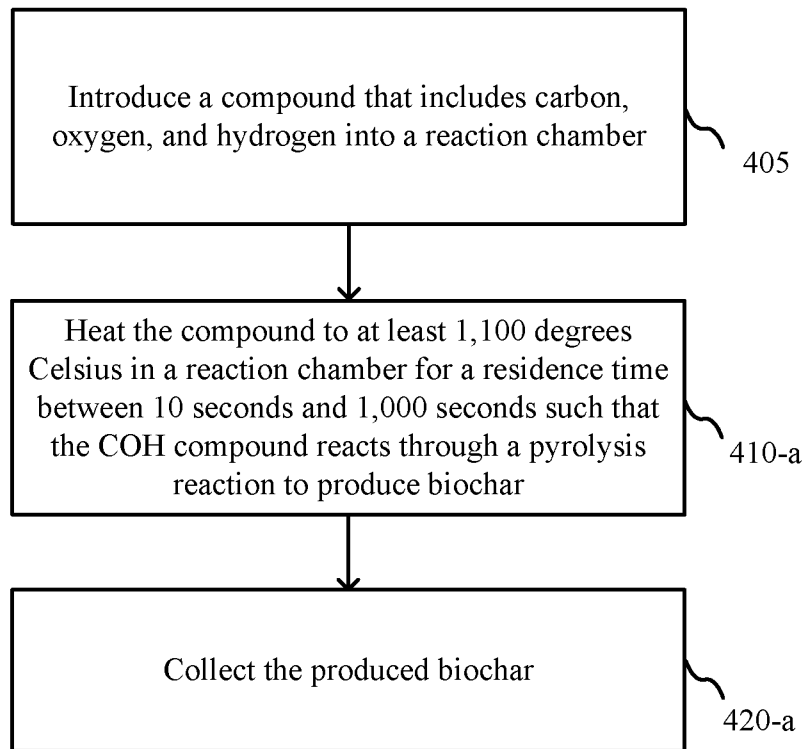 Introduce a compound that includes carbon,
oxygen, and hydrogen into a reaction chamber
405
Heat the compound to at least 1,100 degrees
Celsius in a reaction chamber for a residence time
between 10 seconds and 1,000 seconds such that
the COH compound reacts through a pyrolysis
reaction to produce biochar
410-a
Collect the produced biochar
420-a